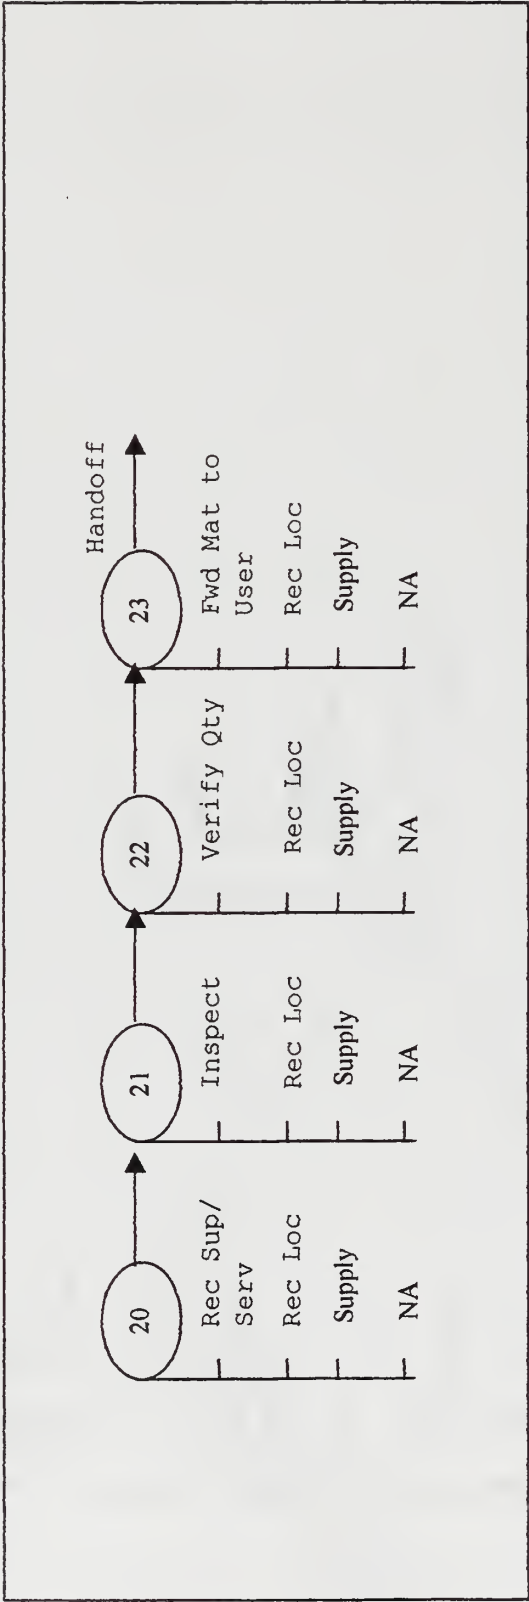 Handoff
20
Rec Sup/
Serv
Rec Loc
Supply
NA
21
Inspect
Rec Loc
Supply
NA
22
Verify Qty
Rec Loc
Supply
NA
23
Fwd Mat to
User
Rec Loc
Supply
NA